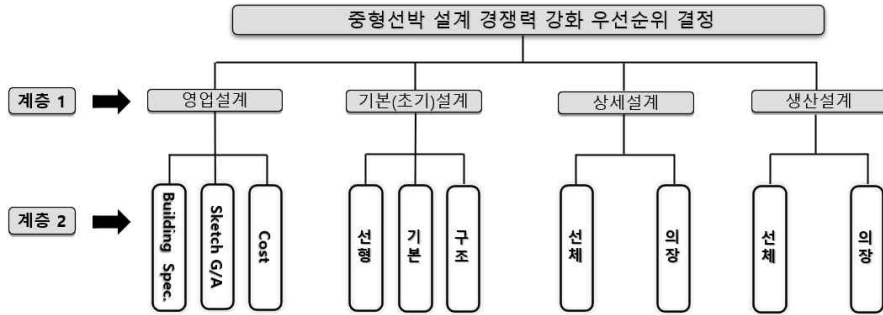 중형선박 설계 경쟁력 강화 우선순위 결정
계층 1
영업설계
기본(초기)설계
상세설계
생산설계
계층 2
Building Spec.
Sketch G/A
Cost
선형
기본
구조
선체
의장
선체
의장